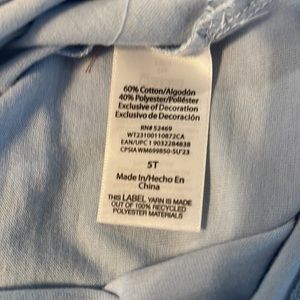 60% Cotton/Algodón
40% Polyester/Poliéster
Exclusive of Decoration
Exclusivo de Decoración
RN# 52469
WT23100110872CA
EAN/UPC 1 9032284838
CPSIA WM699850-SU'23
5T
Made In/Hecho En
China
This LABEL YARN IS MADE
OUT OF 100% RECYCLED
POLYESTER MATERIALS